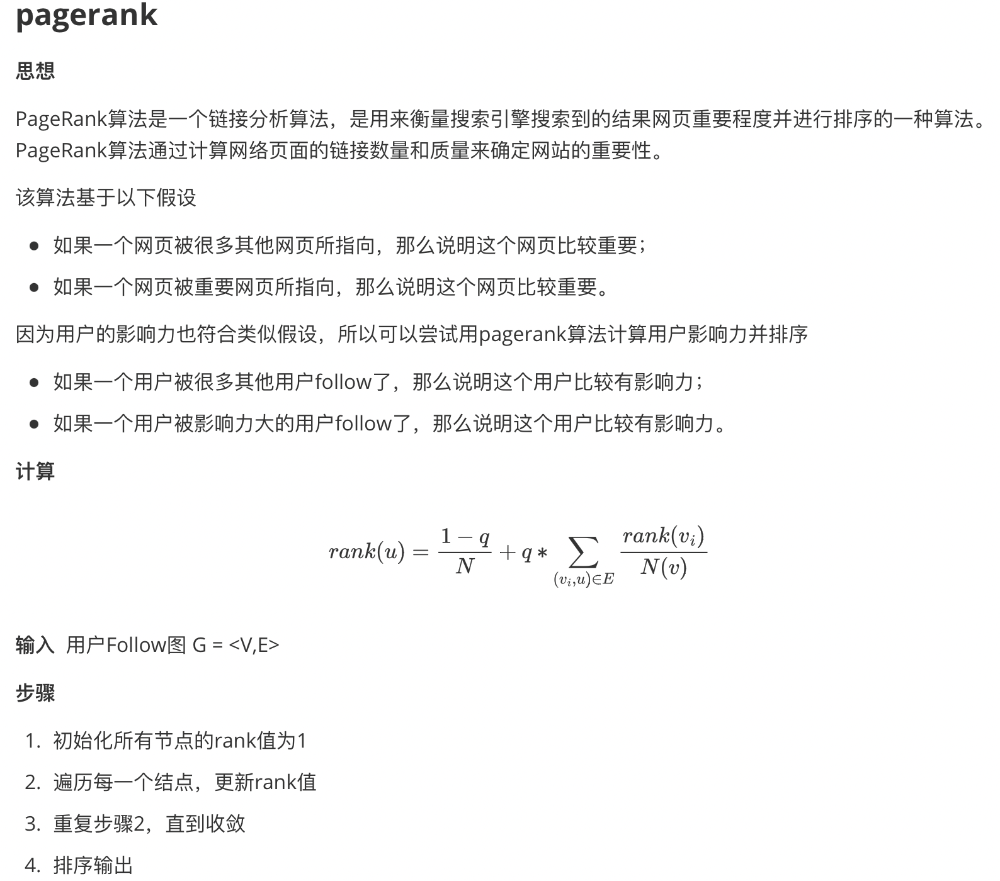 pagerank
思想
PageRank算法是一个链接分析算法，是用来衡量搜索引擎搜索到的结果网页重要程度并进行排序的一种算法。
PageRank算法通过计算网络页面的链接数量和质量来确定网站的重要性。
该算法基于以下假设
● 如果一个网页被很多其他网页所指向，那么说明这个网页比较重要；
● 如果一个网页被重要网页所指向，那么说明这个网页比较重要。
因为用户的影响力也符合类似假设，所以可以尝试用pagerank算法计算用户影响力并排序
● 如果一个用户被很多其他用户follow了，那么说明这个用户比较有影响力；
● 如果一个用户被影响力大的用户follow了，那么说明这个用户比较有影响力。
计算
rank(u) = \frac{1-q}{N} + q * \sum_{(v_i,u)∈E} \frac{rank(v_i)}{N(v)}
输入 用户Follow图 G = <V,E>
步骤
1. 初始化所有节点的rank值为1
2. 遍历每一个结点，更新rank值
3. 重复步骤2，直到收敛
4. 排序输出